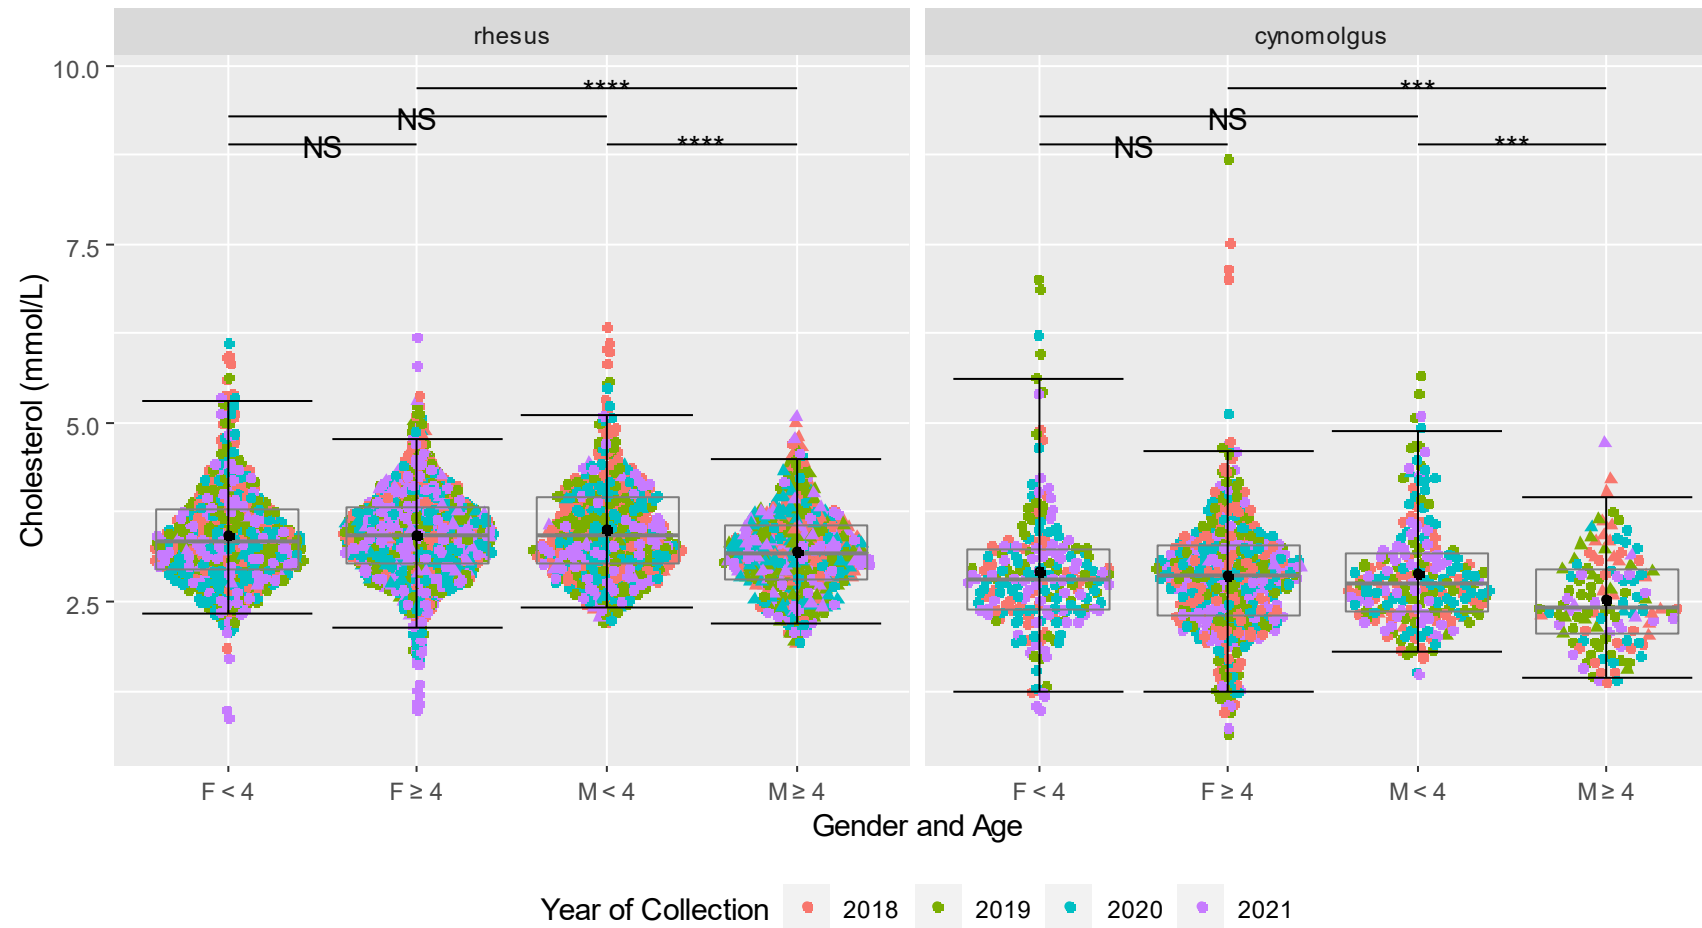 rhesus
cynomolgus
10.0
7.5
5.0
2.5
Cholesterol (mmol/L)
****
NS
NS
****
***
NS
NS
***
F < 4
F ≥ 4
M < 4
M ≥ 4
F < 4
F ≥ 4
M < 4
M ≥ 4
Gender and Age
Year of Collection 2018 2019 2020 2021